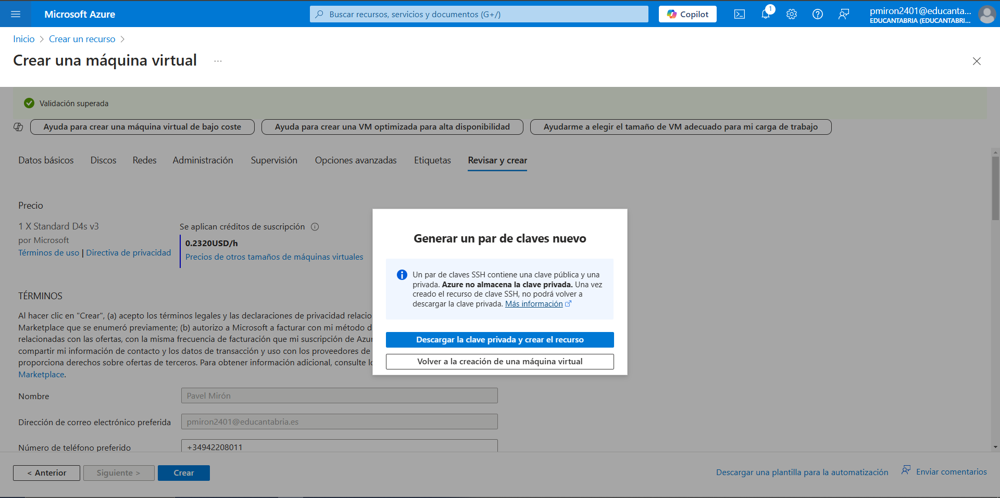 Microsoft Azure
Buscar recursos, servicios y documentos (G+/)
Copilot
1
pmiron2401@educanta...
EDUCANTABRIA (EDUCANTABRI...
Inicio > Crear un recurso >
Crear una máquina virtual ...
Validación superada
Ayuda para crear una máquina virtual de bajo coste
Ayuda para crear una VM optimizada para alta disponibilidad
Ayudarme a elegir el tamaño de VM adecuado para mi carga de trabajo
Datos básicos Discos Redes Administración Supervisión Opciones avanzadas Etiquetas Revisar y crear
Precio
1 X Standard D4s v3
por Microsoft
Términos de uso | Directiva de privacidad
Se aplican créditos de suscripción
0.2320USD/h
Precios de otros tamaños de máquinas virtuales
TÉRMINOS
Al hacer clic en "Crear", (a) acepto los términos legales y las declaraciones de privacidad relacio
Marketplace que se enumeró previamente; (b) autorizo a Microsoft a facturar con mi método d
relacionadas con las ofertas, con la misma frecuencia de facturación que mi suscripción de Azur
compartir mi información de contacto y los datos de transacción y uso con los proveedores de
proporciona derechos sobre ofertas de terceros. Para obtener información adicional, consulte lo
Marketplace.
Generar un par de claves nuevo
Un par de claves SSH contiene una clave pública y una
privada. Azure no almacena la clave privada. Una vez
creado el recurso de clave SSH, no podrá volver a
descargar la clave privada. Más información
Descargar la clave privada y crear el recurso
Volver a la creación de una máquina virtual
Nombre
Pavel Mirón
Dirección de correo electrónico preferida
pmiron2401@educantabria.es
Número de teléfono preferido
+34942208011
< Anterior
Siguiente >
Crear
Descargar una plantilla para la automatización
Enviar comentarios